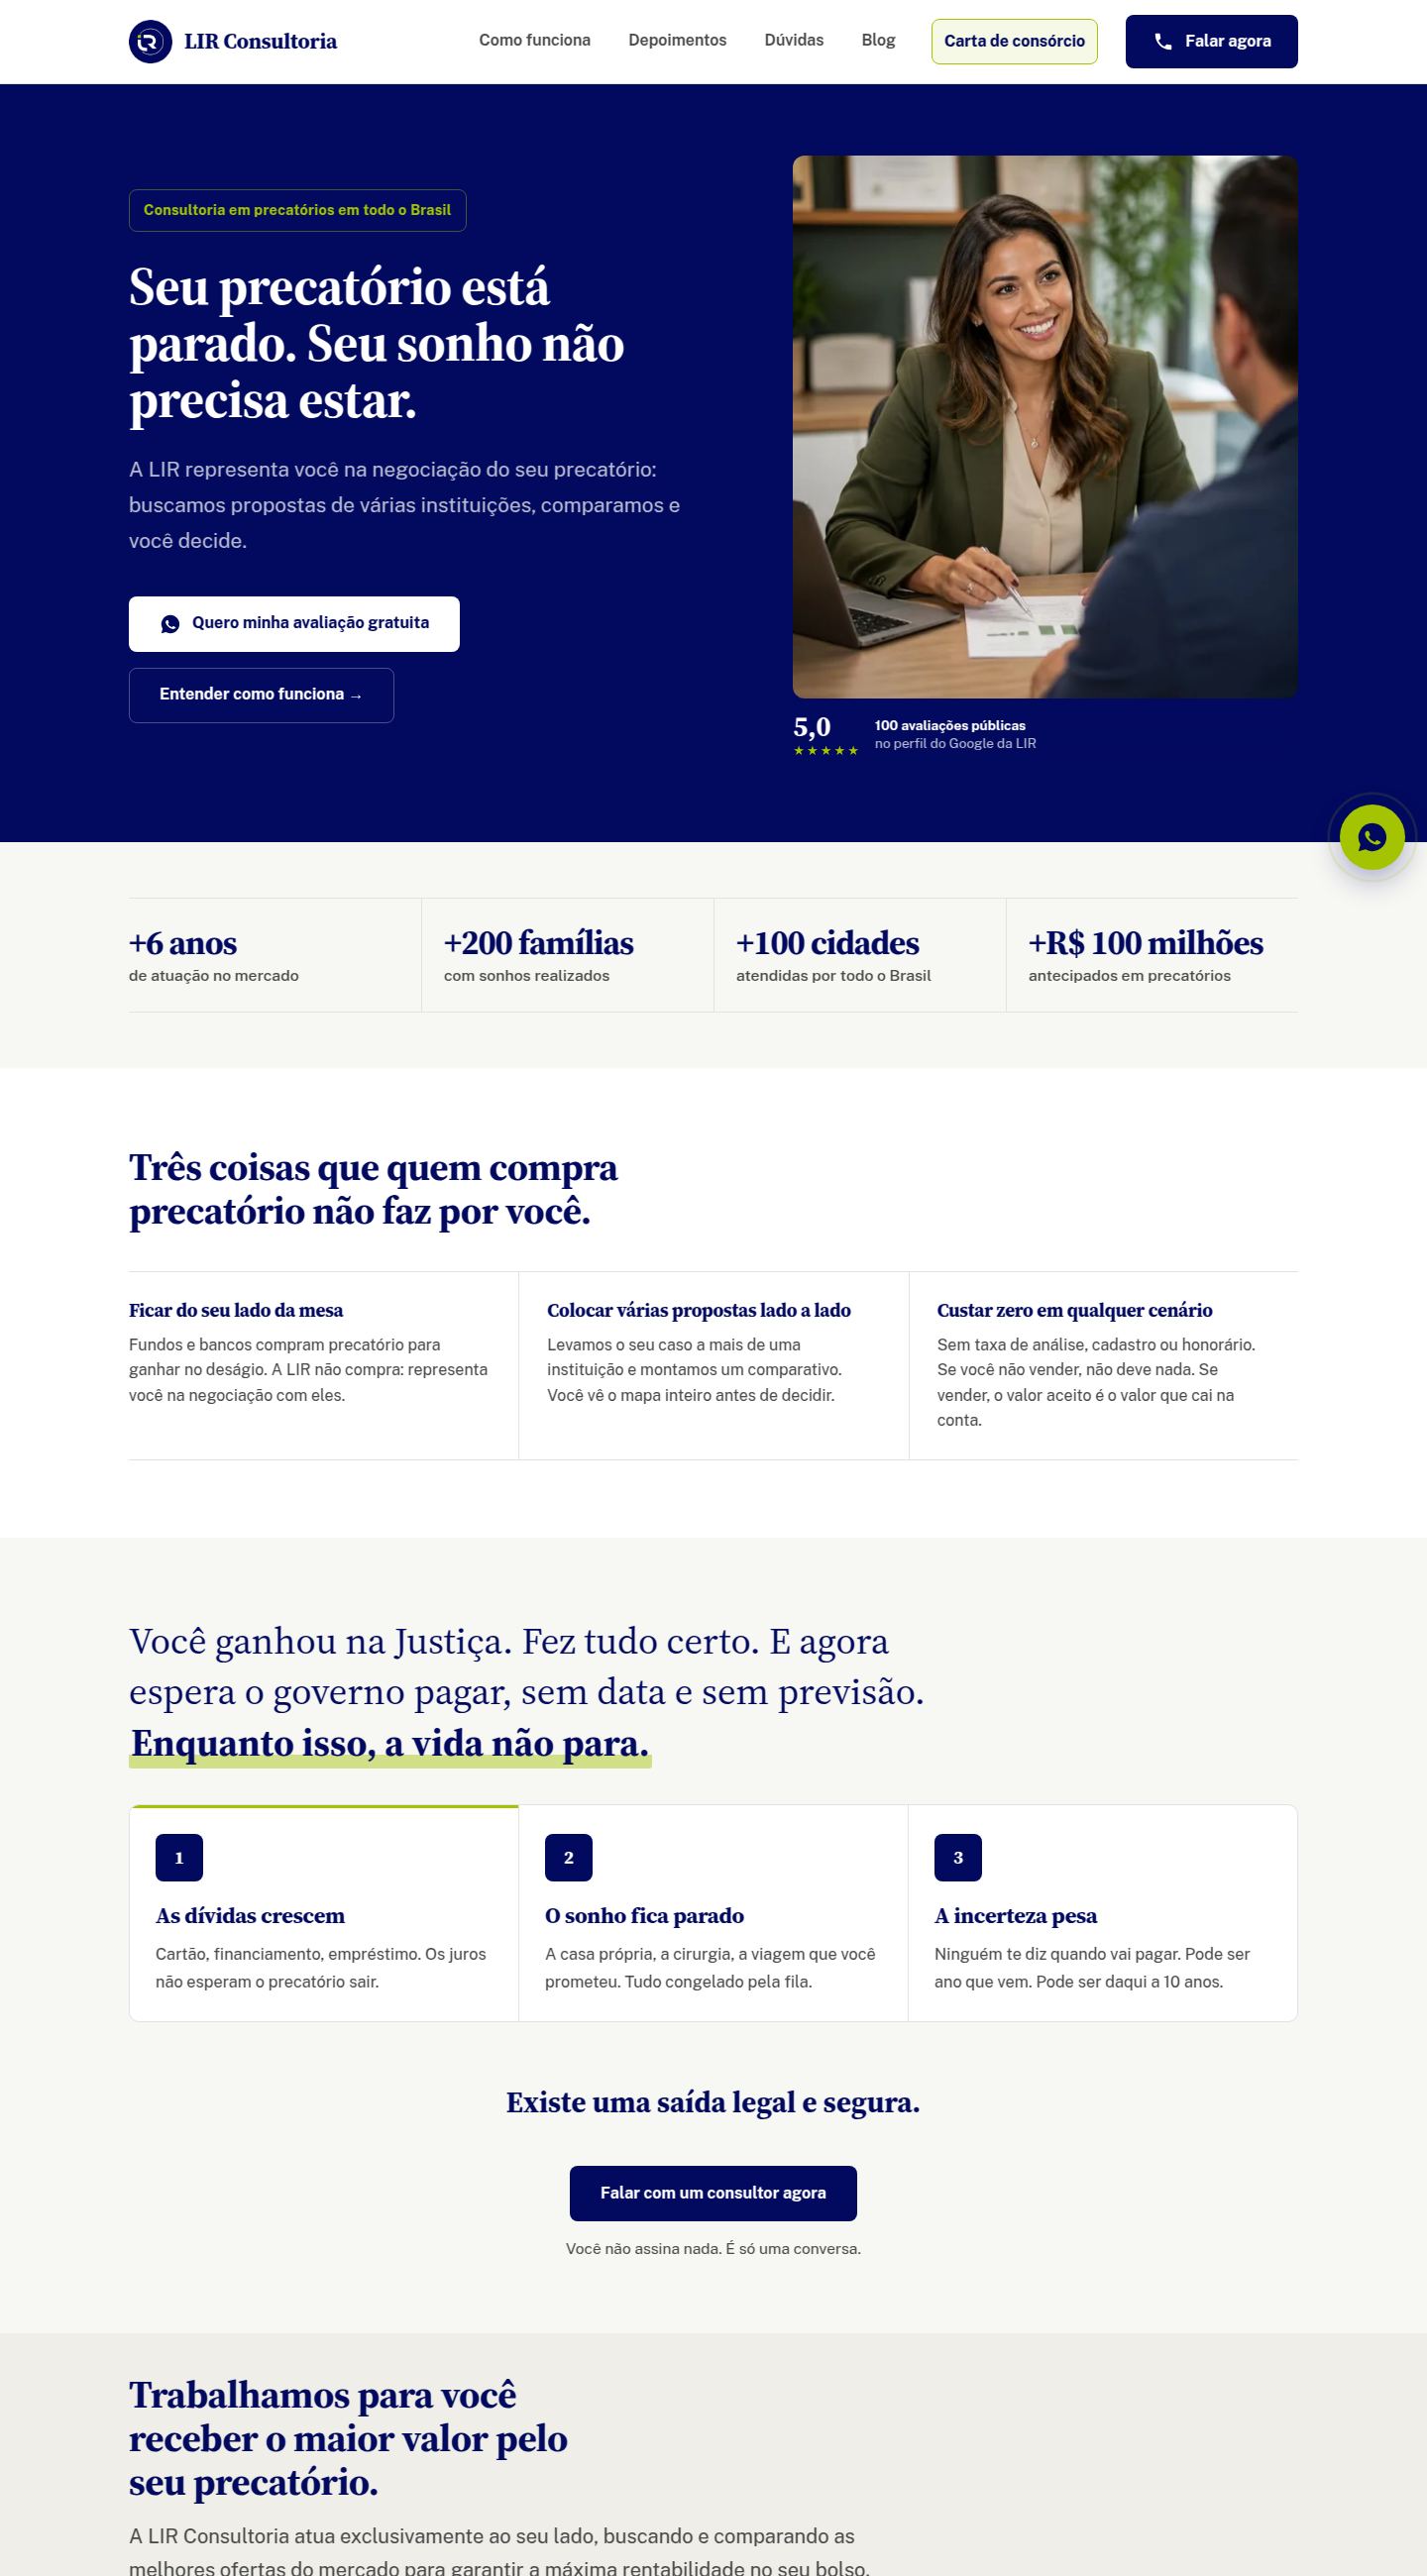 LIR Consultoria
Como funciona
Depoimentos
Dúvidas
Blog
Carta de consórcio
Falar agora
Consultoria em precatórios em todo o Brasil
Seu precatório está
parado. Seu sonho não
precisa estar.
A LIR representa você na negociação do seu precatório:
buscamos propostas de várias instituições, comparamos e
você decide.
Quero minha avaliação gratuita
Entender como funciona →
5,0
★★★★★
100 avaliações públicas
no perfil do Google da LIR
+6 anos
de atuação no mercado
+200 famílias
com sonhos realizados
+100 cidades
atendidas por todo o Brasil
+R$ 100 milhões
antecipados em precatórios
Três coisas que quem compra
precatório não faz por você.
Ficar do seu lado da mesa
Fundos e bancos compram precatório para
ganhar no deságio. A LIR não compra: representa
você na negociação com eles.
Colocar várias propostas lado a lado
Levamos o seu caso a mais de uma
instituição e montamos um comparativo.
Você vê o mapa inteiro antes de decidir.
Custar zero em qualquer cenário
Sem taxa de análise, cadastro ou honorário.
Se você não vender, não deve nada. Se
vender, o valor aceito é o valor que cai na
conta.
Você ganhou na Justiça. Fez tudo certo. E agora
espera o governo pagar, sem data e sem previsão.
Enquanto isso, a vida não para.
1
As dívidas crescem
Cartão, financiamento, empréstimo. Os juros
não esperam o precatório sair.
2
O sonho fica parado
A casa própria, a cirurgia, a viagem que você
prometeu. Tudo congelado pela fila.
3
A incerteza pesa
Ninguém te diz quando vai pagar. Pode ser
ano que vem. Pode ser daqui a 10 anos.
Existe uma saída legal e segura.
Falar com um consultor agora
Você não assina nada. É só uma conversa.
Trabalhamos para você
receber o maior valor pelo
seu precatório.
A LIR Consultoria atua exclusivamente ao seu lado, buscando e comparando as
melhores ofertas do mercado para garantir a máxima rentabilidade no seu bolso.